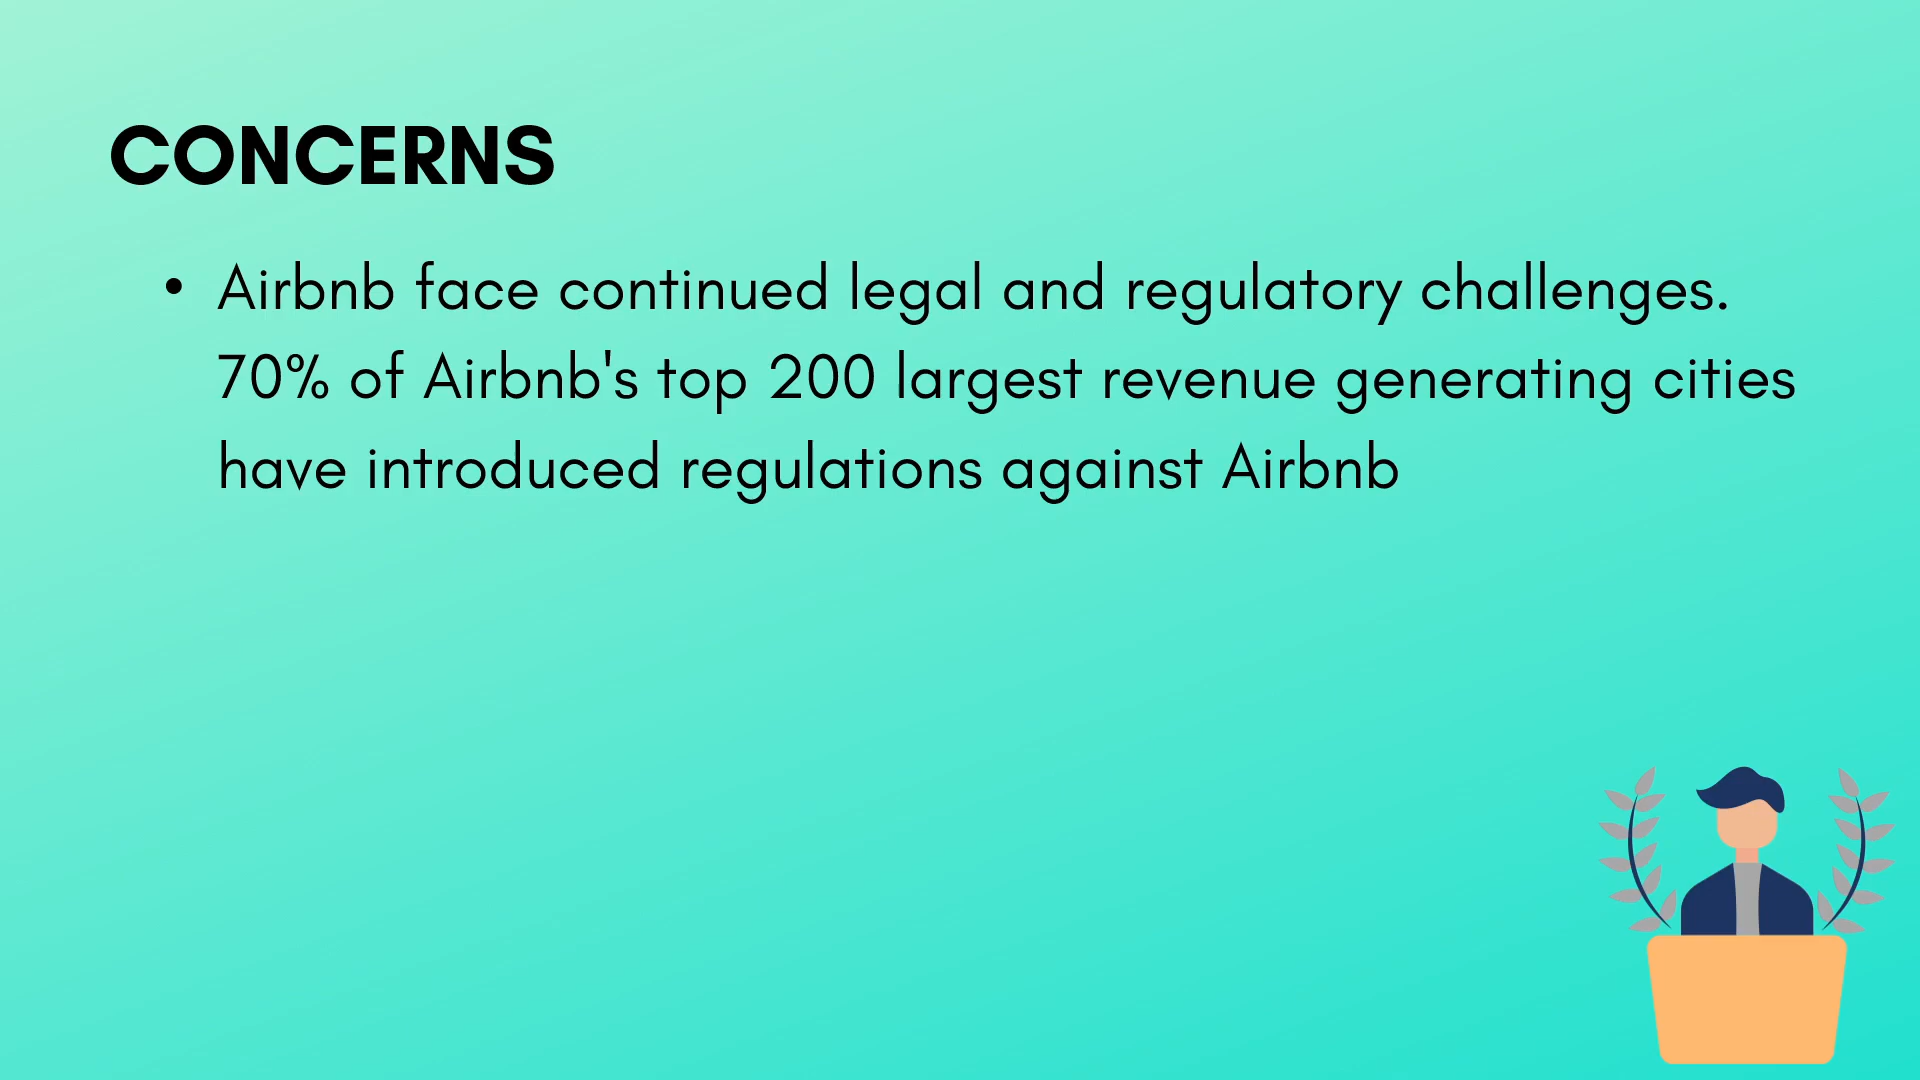 CONCERNS
• Airbnb face continued legal and regulatory challenges.
70% of Airbnb's top 200 largest revenue generating cities
have introduced regulations against Airbnb